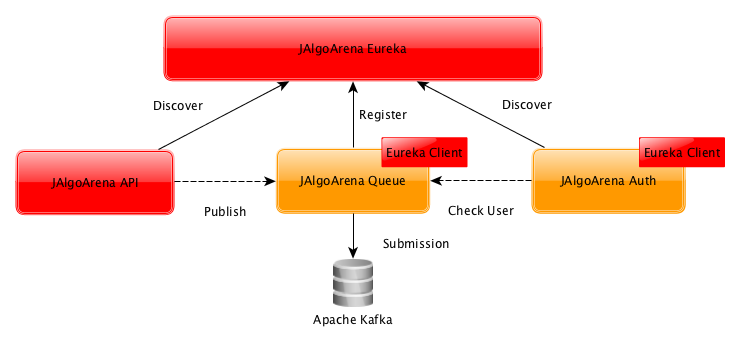 JAlgoArena Eureka
Discover
Register
Discover
Eureka Client
Eureka Client
JAlgoArena API
JAlgoArena Queue
JAlgoArena Auth
Publish
Check User
Submission
Apache Kafka